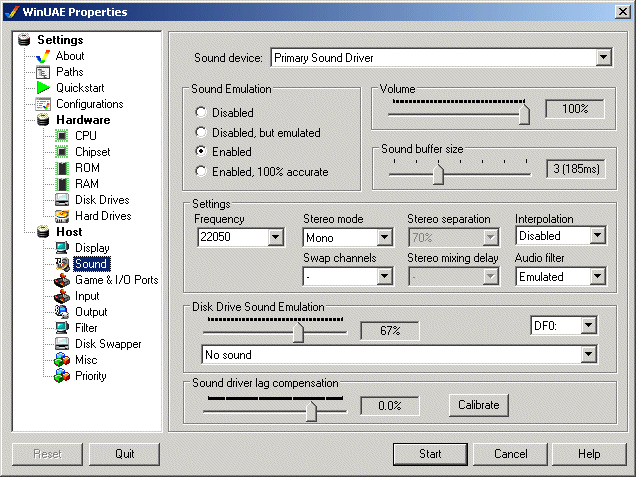 WinUAE Properties
Settings
About
Paths
Quickstart
Configurations
Hardware
CPU
Chipset
ROM
RAM
Disk Drives
Hard Drives
Host
Display
Sound
Game & I/O Ports
Input
Output
Filter
Disk Swapper
Misc
Priority
Sound device: Primary Sound Driver
Sound Emulation
Disabled
Disabled, but emulated
Enabled
Enabled, 100% accurate
Volume
100%
Sound buffer size
3 (185ms)
Settings
Frequency Stereo mode Stereo separation Interpolation
22050 Mono 70% Disabled
Swap channels Stereo mixing delay Audio filter
- - Emulated
Disk Drive Sound Emulation
67% DF0:
No sound
Sound driver lag compensation
0.0% Calibrate
Reset Quit Start Cancel Help